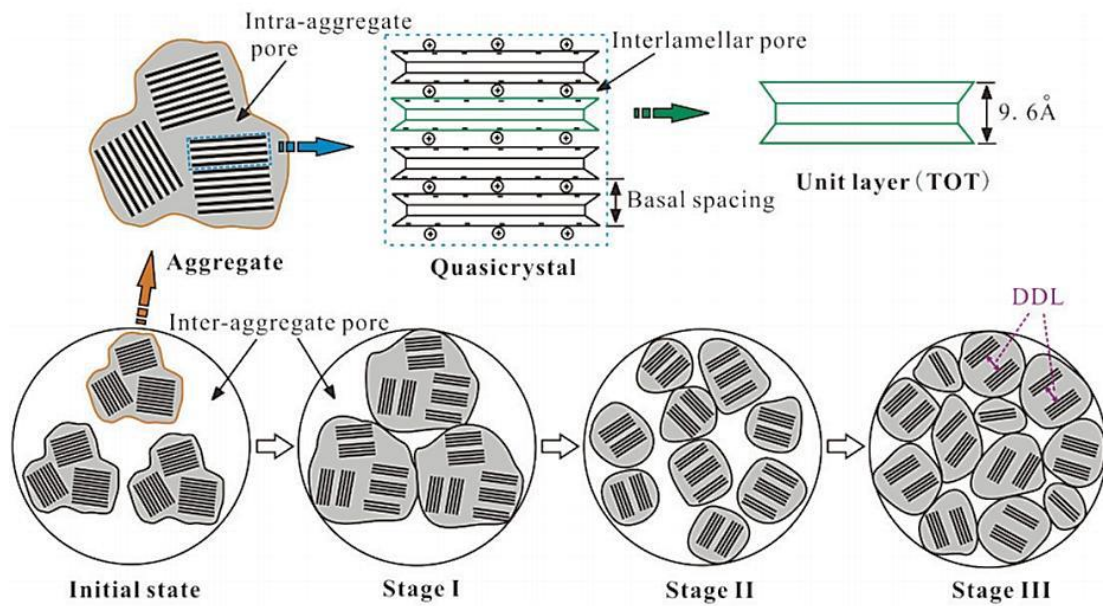 Intra-aggregate
pore
Interlamellar pore
9. 6Å
Unit layer (TOT)
Basal spacing
Aggregate
Quasicrystal
Inter-aggregate pore
DDL
Initial state
Stage I
Stage II
Stage III